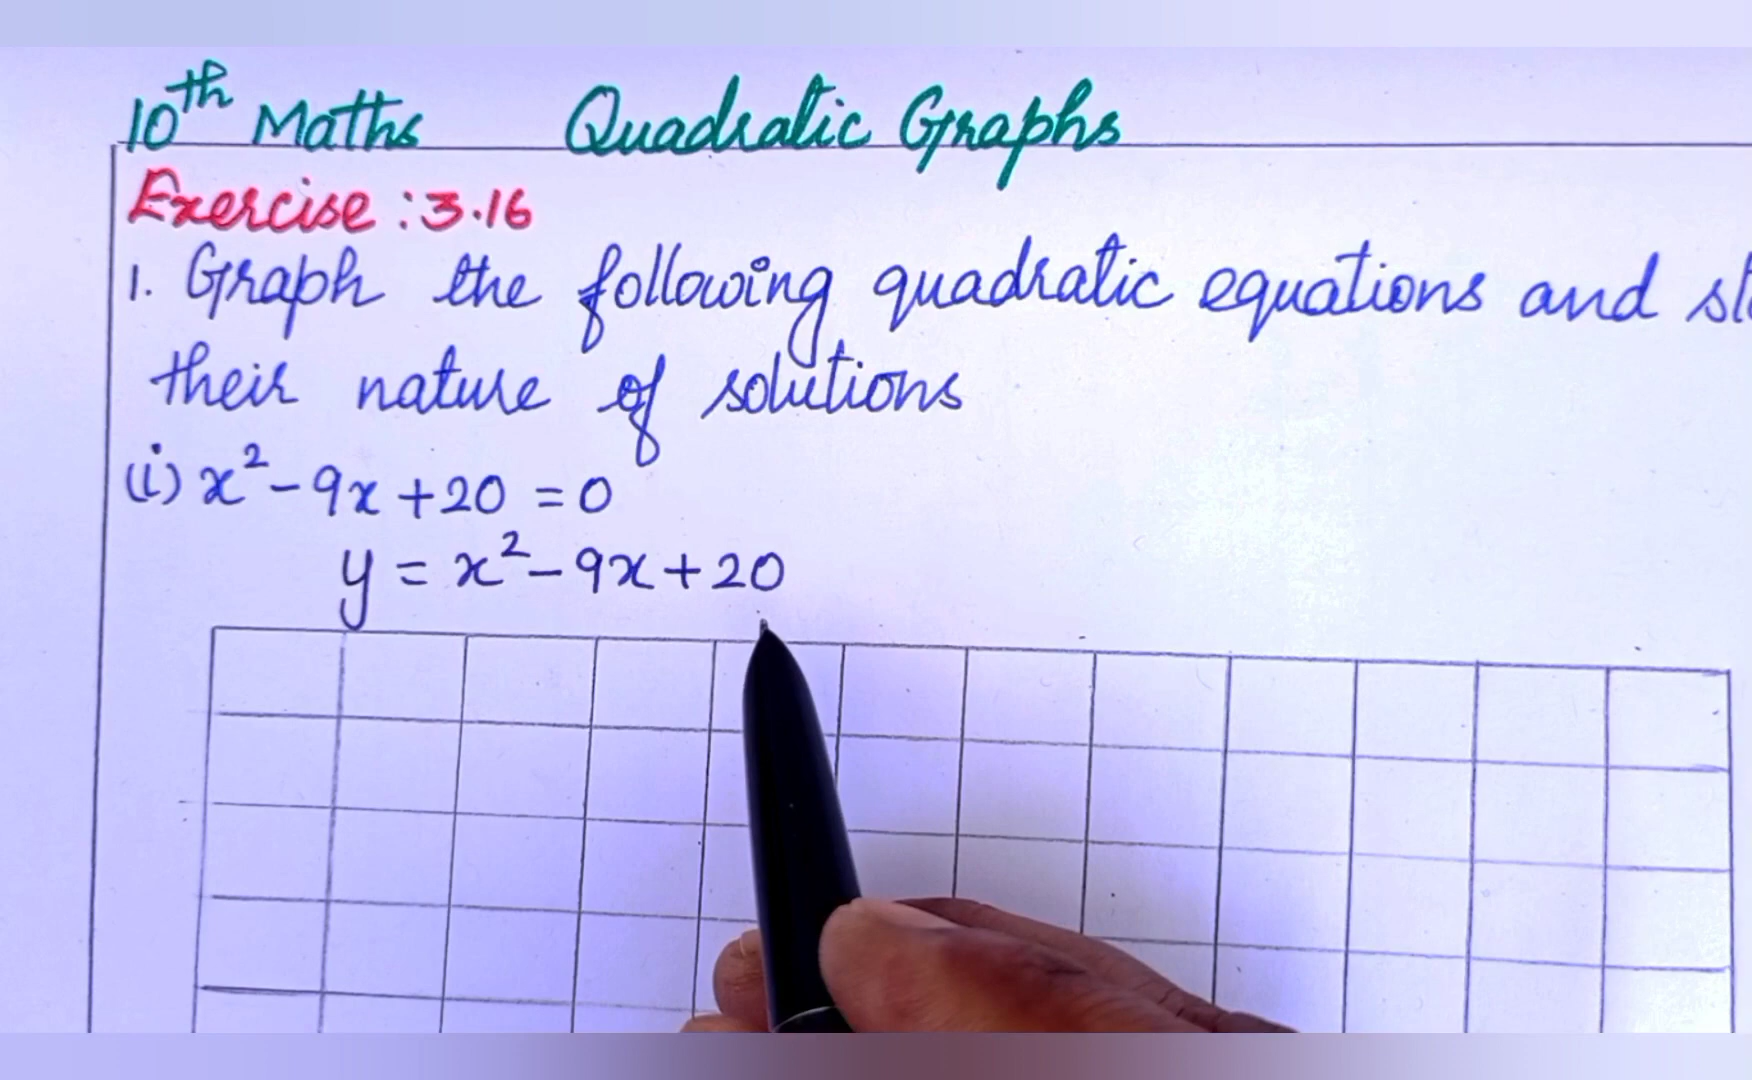 10th Maths Quadratic Graphs
Exercise : 3.16
1. Graph the following quadratic equations and
their nature of solutions
(i) x² - 9x + 20 = 0
y = x² - 9x + 20